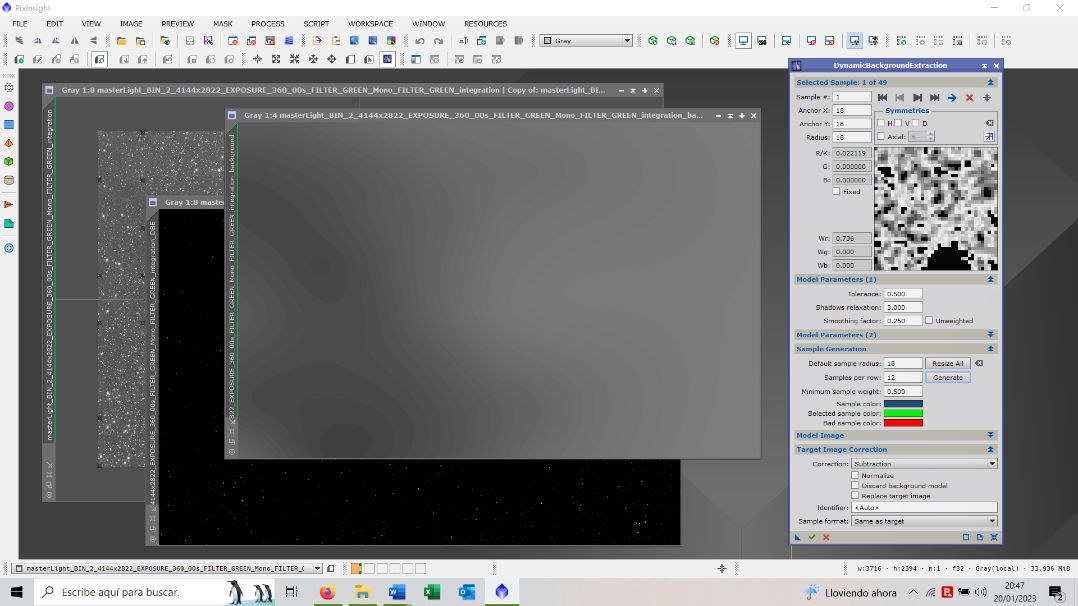 PixInsight
FILE EDIT VIEW IMAGE PREVIEW MASK PROCESS SCRIPT WORKSPACE WINDOW RESOURCES
Gray
Gray 1:8 masterLight_BIN_2_4144x2822_EXPOSURE_360_00s_FILTER_GREEN_Mono_FILTER_GREEN_integration | Copy of: masterLight_BI...
masterLight_BIN_2_4144x2822_EXPOSURE_360_00s_FILTER_GREEN_Mono_FILTER_GREEN_integration
Gray 1:8 maste
4144x2822_EXPOSURE_360_00s_FILTER_GREEN_Mono_FILTER_GREEN_integration_DBE
Gray 1:4 masterLight_BIN_2_4144x2822_EXPOSURE_360_00s_FILTER_GREEN_Mono_FILTER_GREEN_integration_ba...
822_EXPOSURE_360_00s_FILTER_GREEN_Mono_FILTER_GREEN_integration_background
DynamicBackgroundExtraction
Selected Sample: 1 of 49
Sample #: 1
Anchor X: 18
Symmetries
Anchor Y: 18
H V D
Radius: 18
Axial: 6
R/K: 0.022119
G: 0.000000
B: 0.000000
Fixed
Wr: 0.736
Wg: 0.000
Wb: 0.000
Model Parameters (1)
Tolerance: 0.500
Shadows relaxation: 3.000
Smoothing factor: 0.250 Unweighted
Model Parameters (2)
Sample Generation
Default sample radius: 18 Resize All
Samples per row: 12 Generate
Minimum sample weight: 0.500
Sample color:
Selected sample color:
Bad sample color:
Model Image
Target Image Correction
Correction: Subtraction
Normalize
Discard background model
Replace target image
Identifier: <Auto>
Sample format: Same as target
masterLight_BIN_2_4144x2822_EXPOSURE_360_00s_FILTER_GREEN_Mono_FILTER_(
w:3716 · h:2394 · n:1 · f32 · Gray(local) · 33.936 MiB
Escribe aquí para buscar.
Lloviendo ahora
20:47
20/01/2023
2